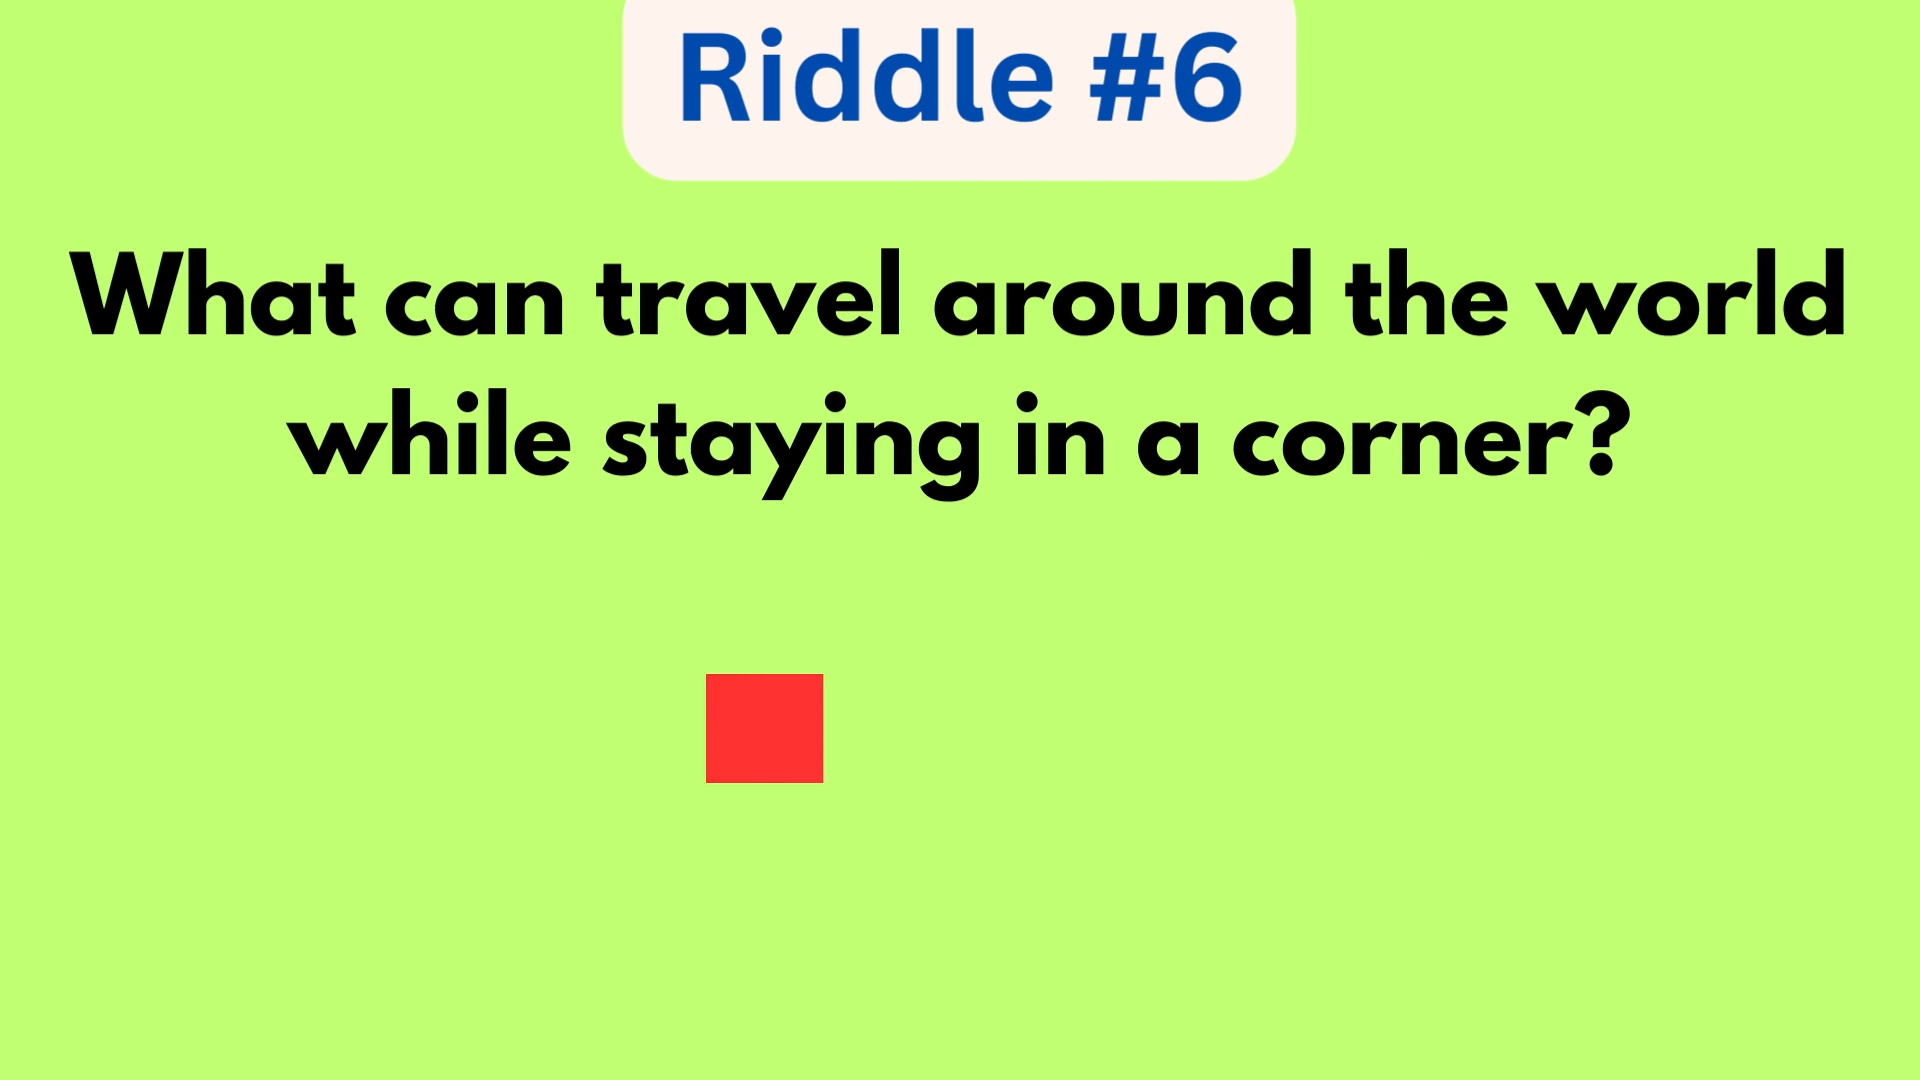 Riddle #6
What can travel around the world
while staying in a corner?